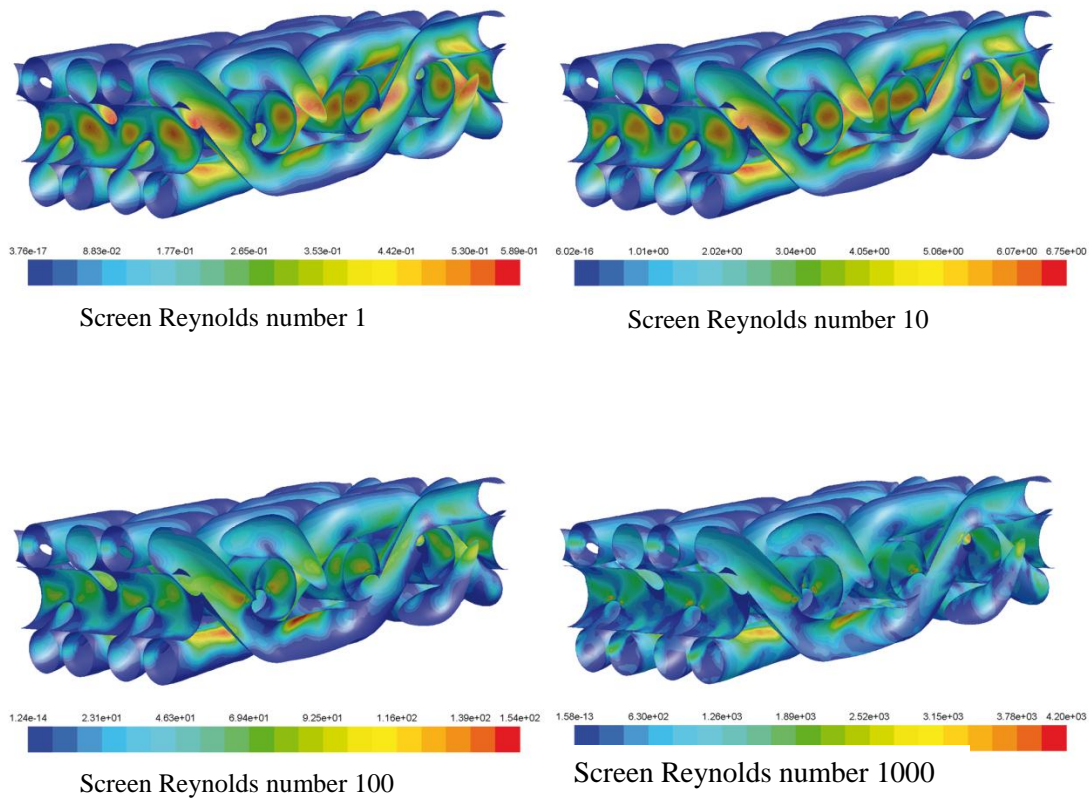 3.76e-17 8.83e-02 1.77e-01 2.65e-01 3.53e-01 4.42e-01 5.30e-01 5.89e-01
Screen Reynolds number 1
6.02e-16 1.01e+00 2.02e+00 3.04e+00 4.05e+00 5.06e+00 6.07e+00 6.75e+00
Screen Reynolds number 10
1.24e-14 2.31e+01 4.63e+01 6.94e+01 9.25e+01 1.16e+02 1.39e+02 1.54e+02
Screen Reynolds number 100
1.58e-13 6.30e+02 1.26e+03 1.89e+03 2.52e+03 3.15e+03 3.78e+03 4.20e+03
Screen Reynolds number 1000